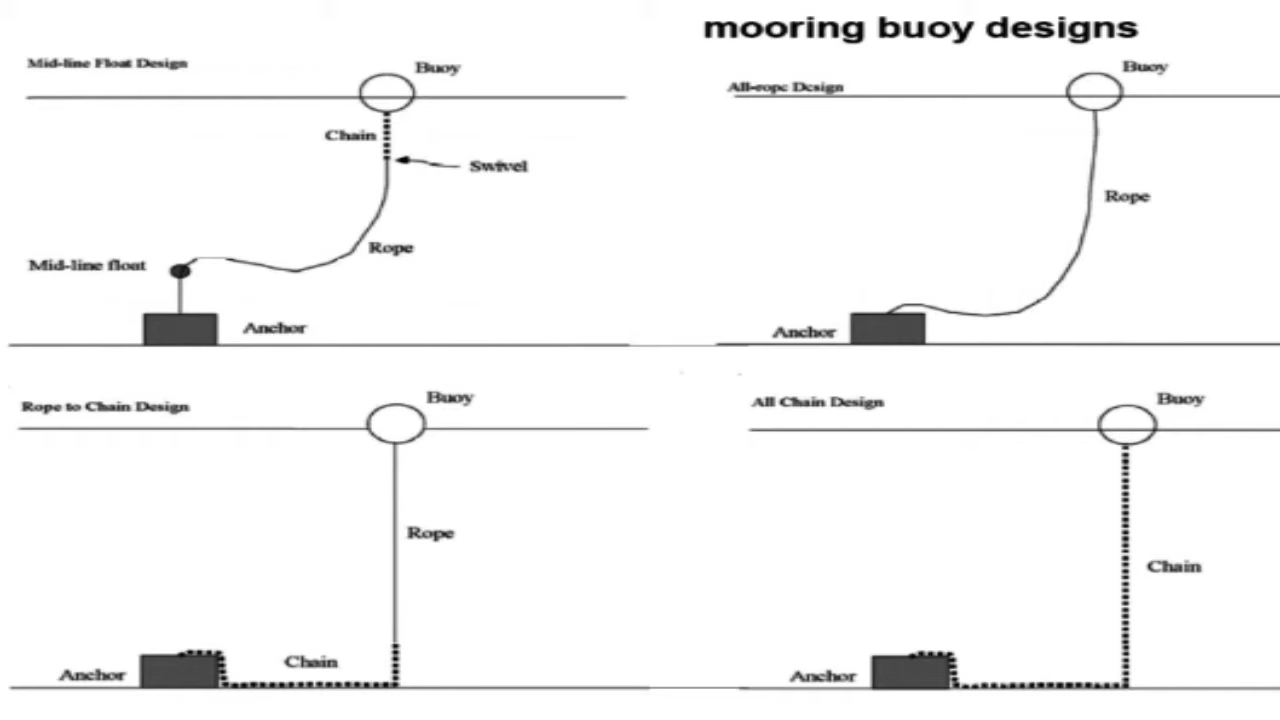 mooring buoy designs
Mid-line Float Design
Buoy
Chain
Swivel
Rope
Mid-line float
Anchor
All-rope Design
Buoy
Rope
Anchor
Rope to Chain Design
Buoy
Rope
Chain
Anchor
All Chain Design
Buoy
Chain
Anchor